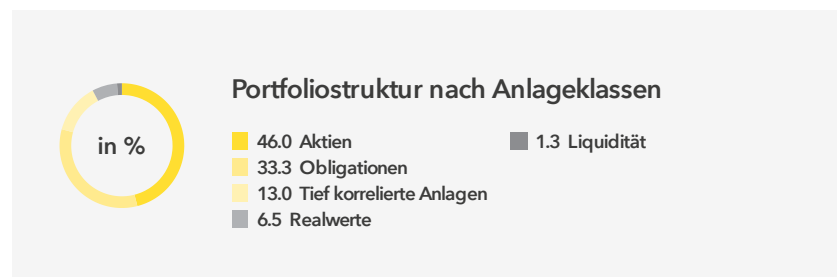 Portfoliostruktur nach Anlageklassen
in %
46.0 Aktien
33.3 Obligationen
13.0 Tief korrelierte Anlagen
6.5 Realwerte
1.3 Liquidität